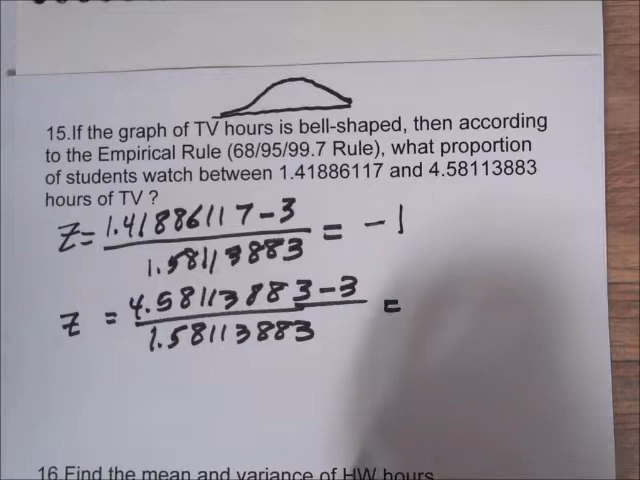 15.If the graph of TV hours is bell-shaped, then according
to the Empirical Rule (68/95/99.7 Rule), what proportion
of students watch between 1.41886117 and 4.58113883
hours of TV ?
Z= 1.41886117-3 = -1
1.58113883
Z = 4.58113883-3 =
1.58113883
16.Find the mean and variance of HW hours